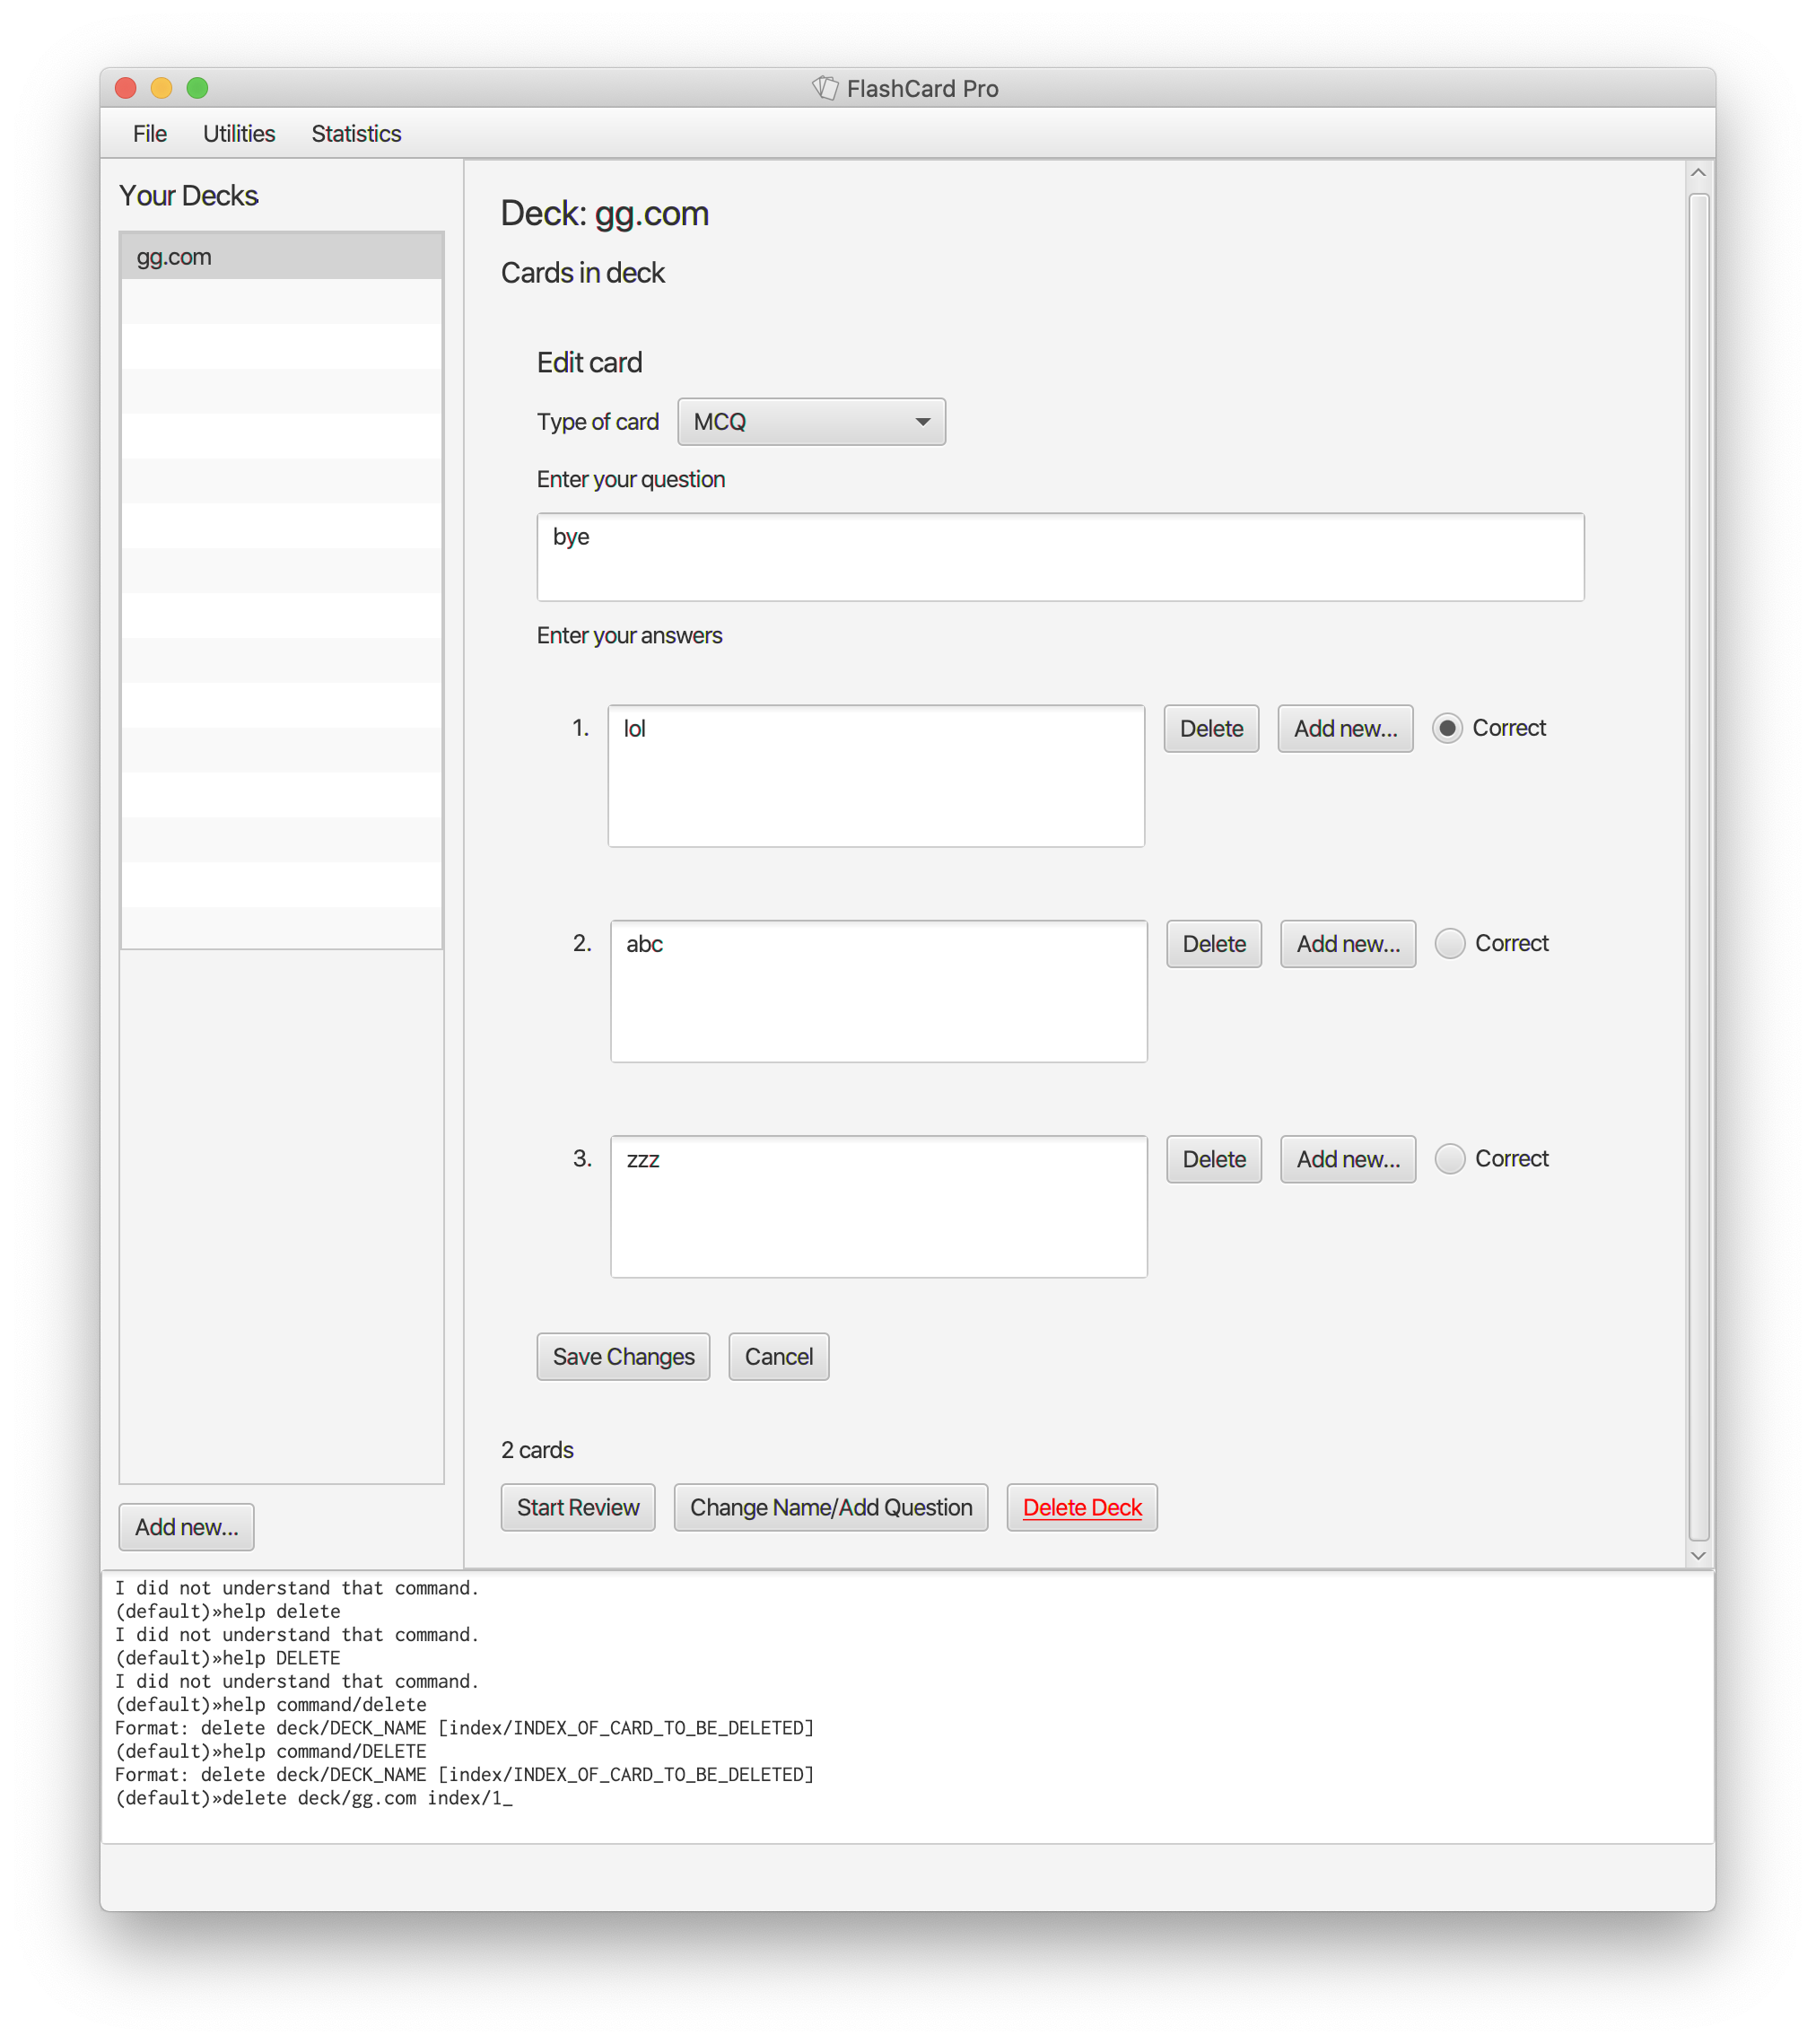 FlashCard Pro
File Utilities Statistics
Your Decks
gg.com
Add new...
Deck: gg.com
Cards in deck
Edit card
Type of card MCQ
Enter your question
bye
Enter your answers
1. lol Delete Add new... Correct
2. abc Delete Add new... Correct
3. zzz Delete Add new... Correct
Save Changes Cancel
2 cards
Start Review Change Name/Add Question Delete Deck
I did not understand that command.
(default)»help delete
I did not understand that command.
(default)»help DELETE
I did not understand that command.
(default)»help command/delete
Format: delete deck/DECK_NAME [index/INDEX_OF_CARD_TO_BE_DELETED]
(default)»help command/DELETE
Format: delete deck/DECK_NAME [index/INDEX_OF_CARD_TO_BE_DELETED]
(default)»delete deck/gg.com index/1_